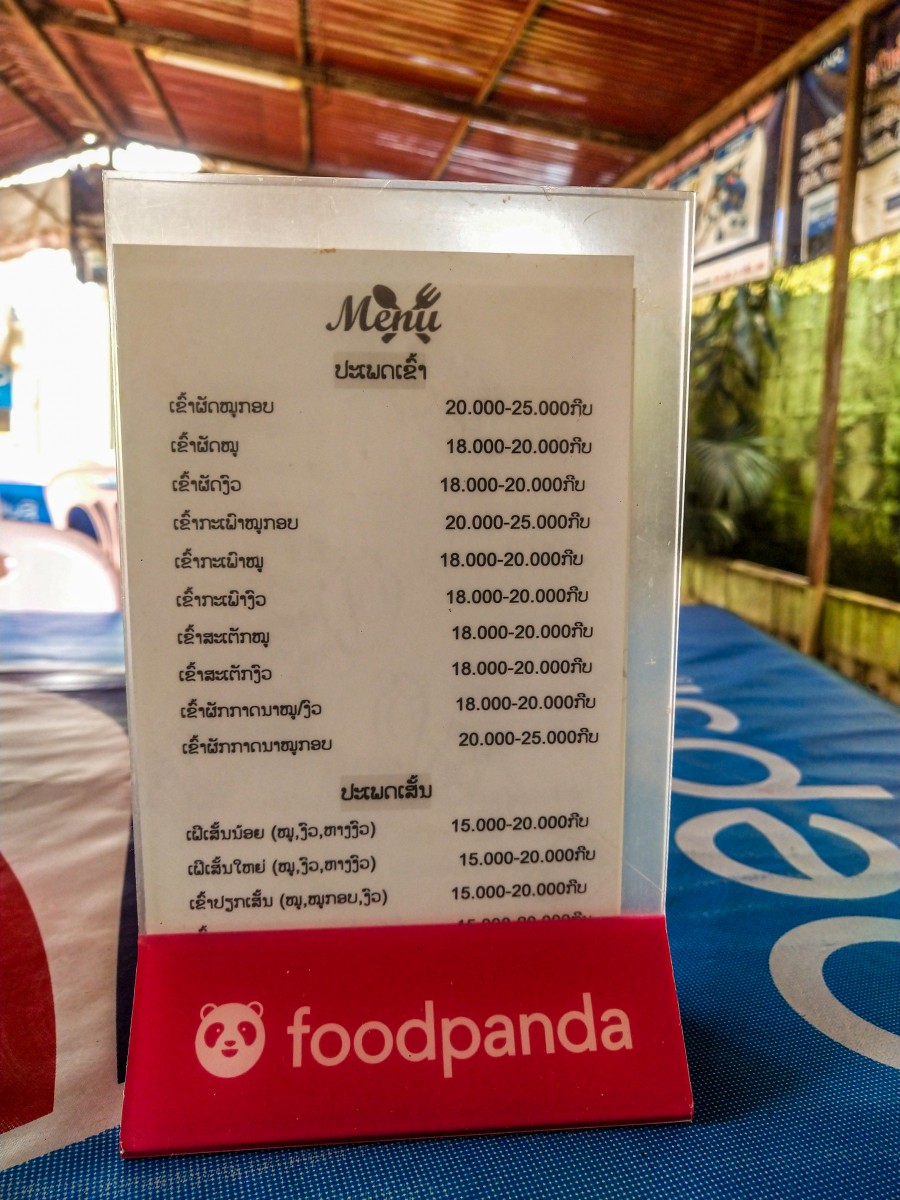 Menu
ປະເພດເຂົ້າ
ເຂົ້າຜັດໝູກອບ 20.000-25.000ກີບ
ເຂົ້າຜັດໝູ 18.000-20.000ກີບ
ເຂົ້າຜັດງົວ 18.000-20.000ກີບ
ເຂົ້າກະເພົາໝູກອບ 20.000-25.000ກີບ
ເຂົ້າກະເພົາໝູ 18.000-20.000ກີບ
ເຂົ້າກະເພົາງົວ 18.000-20.000ກີບ
ເຂົ້າສະເຕັກໝູ 18.000-20.000ກີບ
ເຂົ້າສະເຕັກງົວ 18.000-20.000ກີບ
ເຂົ້າຜັກກາດນາໝູ/ງົວ 18.000-20.000ກີບ
ເຂົ້າຜັກກາດນາໝູກອບ 20.000-25.000ກີບ
ປະເພດເສັ້ນ
ເຝີເສັ້ນນ້ອຍ (ໝູ,ງົວ,ຫາງງົວ) 15.000-20.000ກີບ
ເຝີເສັ້ນໃຫຍ່ (ໝູ,ງົວ,ຫາງງົວ) 15.000-20.000ກີບ
ເຂົ້າປຽກເສັ້ນ (ໝູ,ໝູກອບ,ງົວ) 15.000-20.000ກີບ
foodpanda